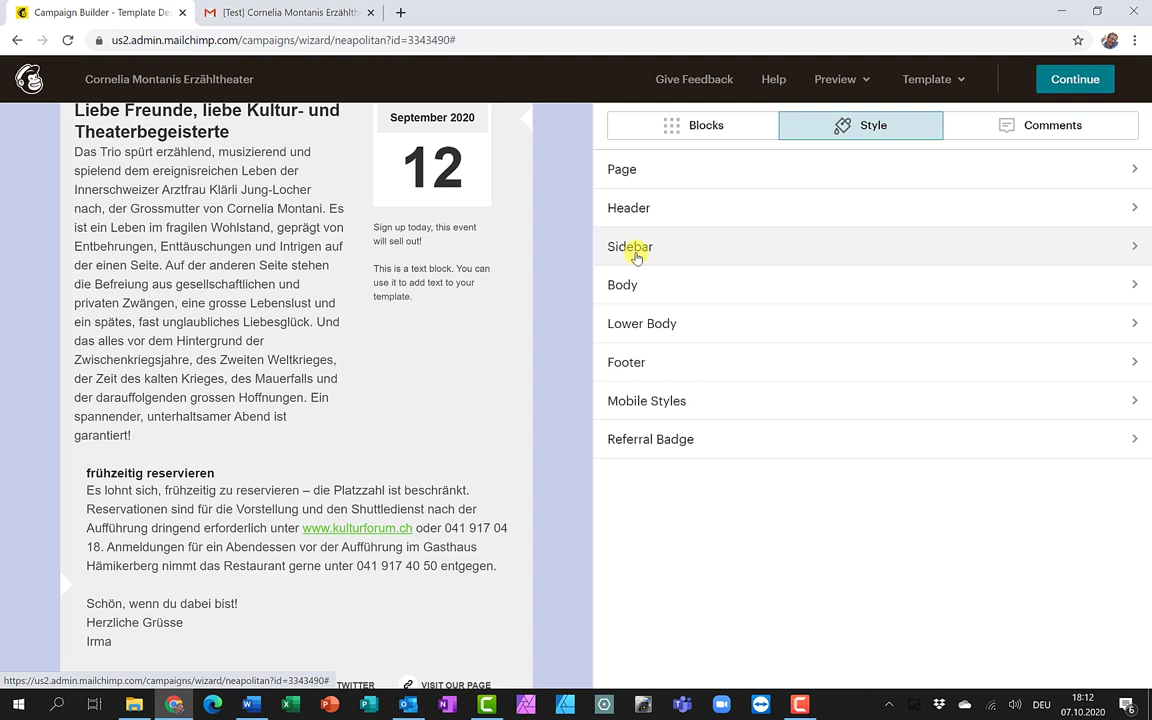 Campaign Builder - Template De
[Test] Cornelia Montanis Erzählth
us2.admin.mailchimp.com/campaigns/wizard/neapolitan?id=3343490#
Cornelia Montanis Erzähltheater
Give Feedback
Help
Preview
Template
Continue
Liebe Freunde, liebe Kultur- und
Theaterbegeisterte
Das Trio spürt erzählend, musizierend und
spielend dem ereignisreichen Leben der
Innerschweizer Arztfrau Klärli Jung-Locher
nach, der Grossmutter von Cornelia Montani. Es
ist ein Leben im fragilen Wohlstand, geprägt von
Entbehrungen, Enttäuschungen und Intrigen auf
der einen Seite. Auf der anderen Seite stehen
die Befreiung aus gesellschaftlichen und
privaten Zwängen, eine grosse Lebenslust und
ein spätes, fast unglaubliches Liebesglück. Und
das alles vor dem Hintergrund der
Zwischenkriegsjahre, des Zweiten Weltkrieges,
der Zeit des kalten Krieges, des Mauerfalls und
der darauffolgenden grossen Hoffnungen. Ein
spannender, unterhaltsamer Abend ist
garantiert!
September 2020
12
Sign up today, this event
will sell out!
This is a text block. You can
use it to add text to your
template.
frühzeitig reservieren
Es lohnt sich, frühzeitig zu reservieren – die Platzzahl ist beschränkt.
Reservationen sind für die Vorstellung und den Shuttledienst nach der
Aufführung dringend erforderlich unter www.kulturforum.ch oder 041 917 04
18. Anmeldungen für ein Abendessen vor der Aufführung im Gasthaus
Hämikerberg nimmt das Restaurant gerne unter 041 917 40 50 entgegen.
Schön, wenn du dabei bist!
Herzliche Grüsse
Irma
TWITTER
VISIT OUR PAGE
Blocks
Style
Comments
Page
Header
Sidebar
Body
Lower Body
Footer
Mobile Styles
Referral Badge
https://us2.admin.mailchimp.com/campaigns/wizard/neapolitan?id=3343490#
DEU
18:12
07.10.2020
6